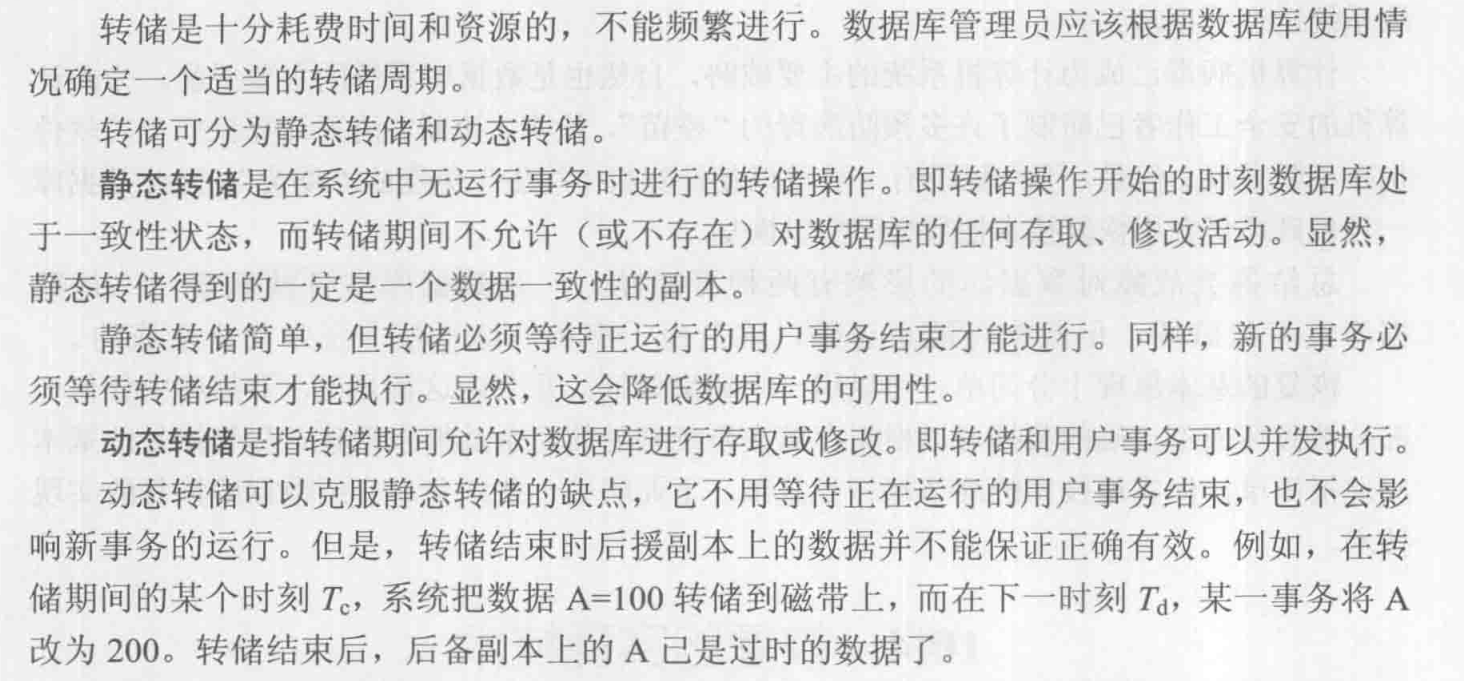 转储是十分耗费时间和资源的，不能频繁进行。数据库管理员应该根据数据库使用情
况确定一个适当的转储周期。
转储可分为静态转储和动态转储。
静态转储是在系统中无运行事务时进行的转储操作。即转储操作开始的时刻数据库处
于一致性状态，而转储期间不允许（或不存在）对数据库的任何存取、修改活动。显然，
静态转储得到的一定是一个数据一致性的副本。
静态转储简单，但转储必须等待正运行的用户事务结束才能进行。同样，新的事务必
须等待转储结束才能执行。显然，这会降低数据库的可用性。
动态转储是指转储期间允许对数据库进行存取或修改。即转储和用户事务可以并发执行。
动态转储可以克服静态转储的缺点，它不用等待正在运行的用户事务结束，也不会影
响新事务的运行。但是，转储结束时后援副本上的数据并不能保证正确有效。例如，在转
储期间的某个时刻 Tc，系统把数据 A=100 转储到磁带上，而在下一时刻 Td，某一事务将 A
改为 200。转储结束后，后备副本上的 A 已是过时的数据了。